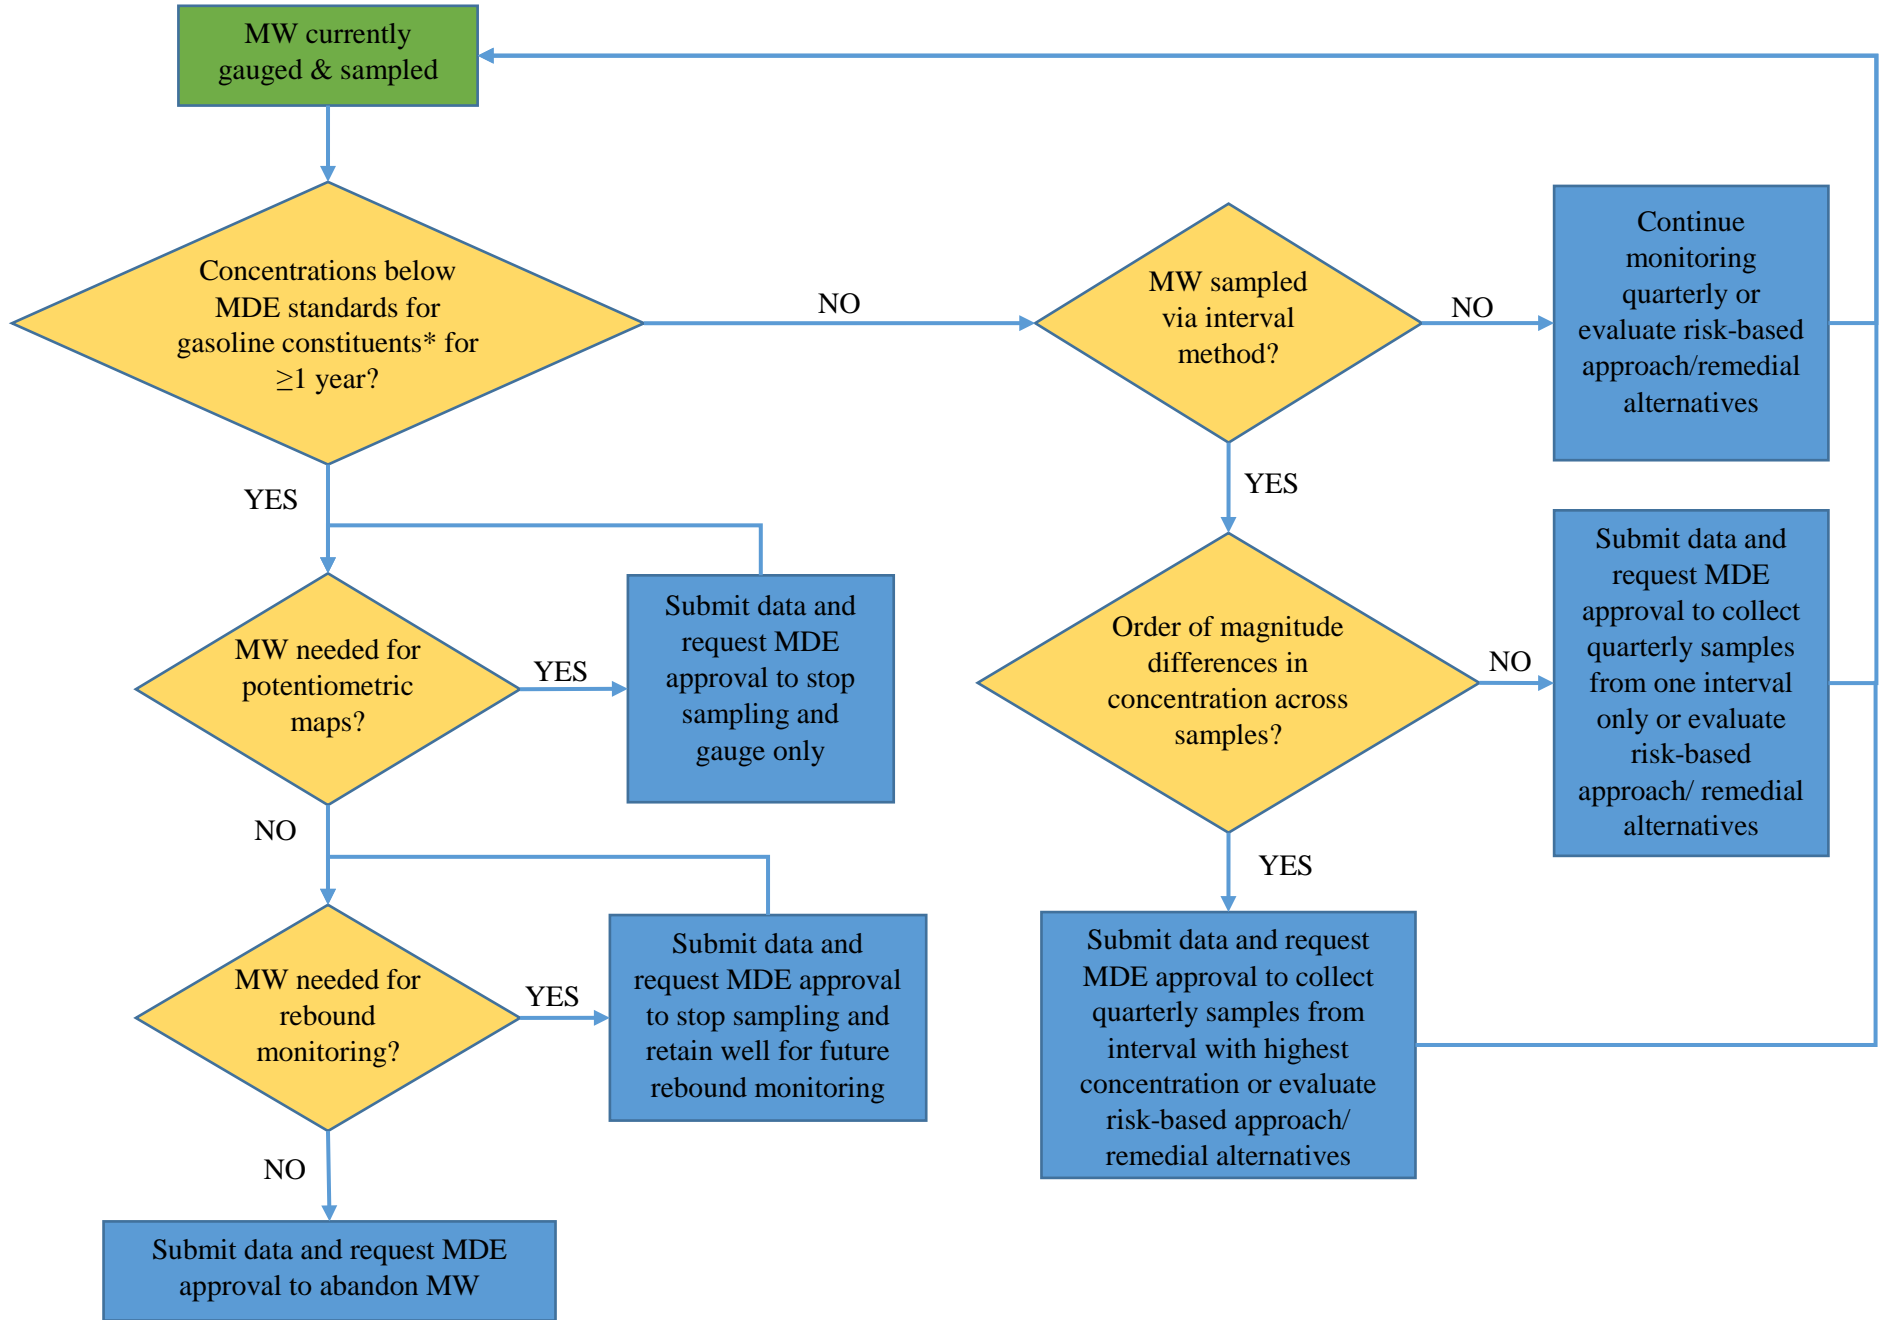 MW currently
gauged & sampled
Concentrations below
MDE standards for
gasoline constituents* for
≥1 year?
NO
MW sampled
via interval
method?
NO
Continue
monitoring
quarterly or
evaluate risk-based
approach/remedial
alternatives
YES
YES
MW needed for
potentiometric
maps?
YES
Submit data and
request MDE
approval to stop
sampling and
gauge only
Order of magnitude
differences in
concentration across
samples?
NO
Submit data and
request MDE
approval to collect
quarterly samples
from one interval
only or evaluate
risk-based
approach/ remedial
alternatives
NO
YES
MW needed for
rebound
monitoring?
YES
Submit data and
request MDE approval
to stop sampling and
retain well for future
rebound monitoring
Submit data and request
MDE approval to collect
quarterly samples from
interval with highest
concentration or evaluate
risk-based approach/
remedial alternatives
NO
Submit data and request MDE
approval to abandon MW